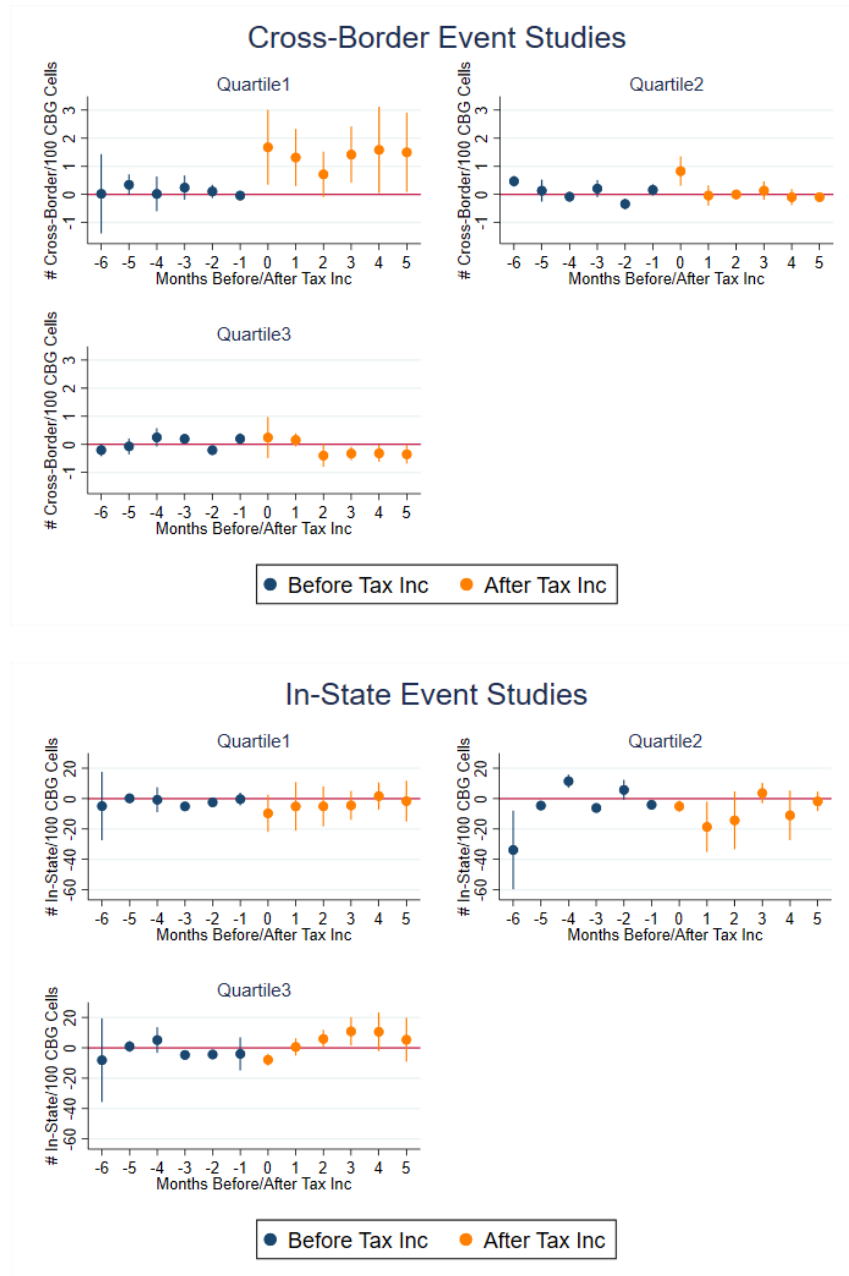 Cross-Border Event Studies
Quartile1
# Cross-Border/100 CBG Cells
3
2
1
0
-1
-6 -5 -4 -3 -2 -1 0 1 2 3 4 5
Months Before/After Tax Inc
Quartile2
# Cross-Border/100 CBG Cells
3
2
1
0
-1
-6 -5 -4 -3 -2 -1 0 1 2 3 4 5
Months Before/After Tax Inc
Quartile3
# Cross-Border/100 CBG Cells
3
2
1
0
-1
-6 -5 -4 -3 -2 -1 0 1 2 3 4 5
Months Before/After Tax Inc
Before Tax Inc After Tax Inc
In-State Event Studies
Quartile1
# In-State/100 CBG Cells
20
0
-20
-40
-60
-6 -5 -4 -3 -2 -1 0 1 2 3 4 5
Months Before/After Tax Inc
Quartile2
# In-State/100 CBG Cells
20
0
-20
-40
-60
-6 -5 -4 -3 -2 -1 0 1 2 3 4 5
Months Before/After Tax Inc
Quartile3
# In-State/100 CBG Cells
20
0
-20
-40
-60
-6 -5 -4 -3 -2 -1 0 1 2 3 4 5
Months Before/After Tax Inc
Before Tax Inc After Tax Inc